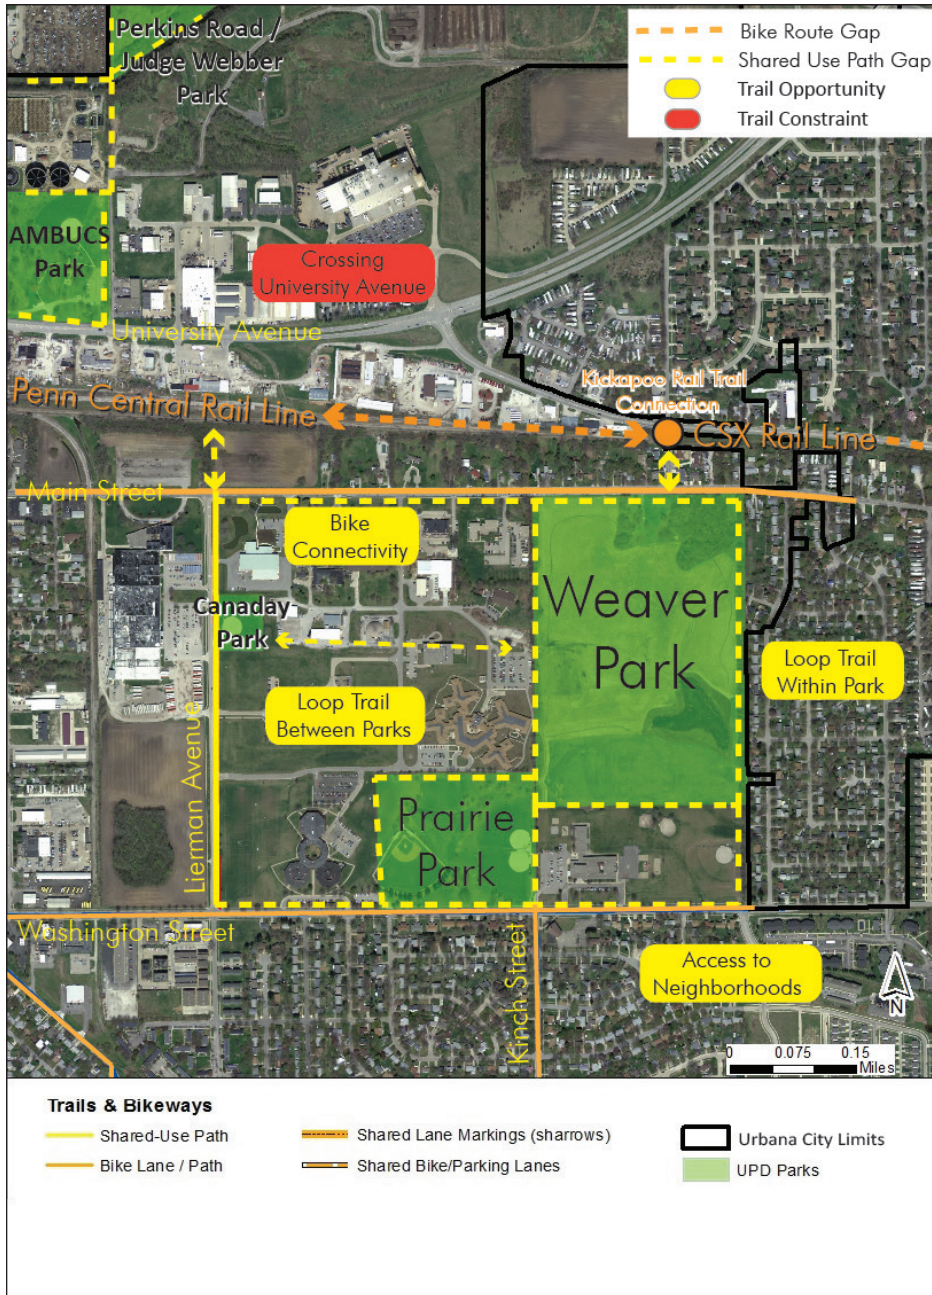 Perkins Road /
Judge Webber
Park
Bike Route Gap
Shared Use Path Gap
Trail Opportunity
Trail Constraint
AMBUCS
Park
Crossing
University Avenue
University Avenue
Kickapoo Rail Trail
Connection
Penn Central Rail Line
CSX Rail Line
Main Street
Bike
Connectivity
Canaday
Park
Weaver
Park
Loop Trail
Within Park
Loop Trail
Between Parks
Lierman Avenue
Prairie
Park
Washington Street
Kinch Street
Access to
Neighborhoods
N
0 0.075 0.15
Miles
Trails & Bikeways
Shared-Use Path
Bike Lane / Path
Shared Lane Markings (sharrows)
Shared Bike/Parking Lanes
Urbana City Limits
UPD Parks